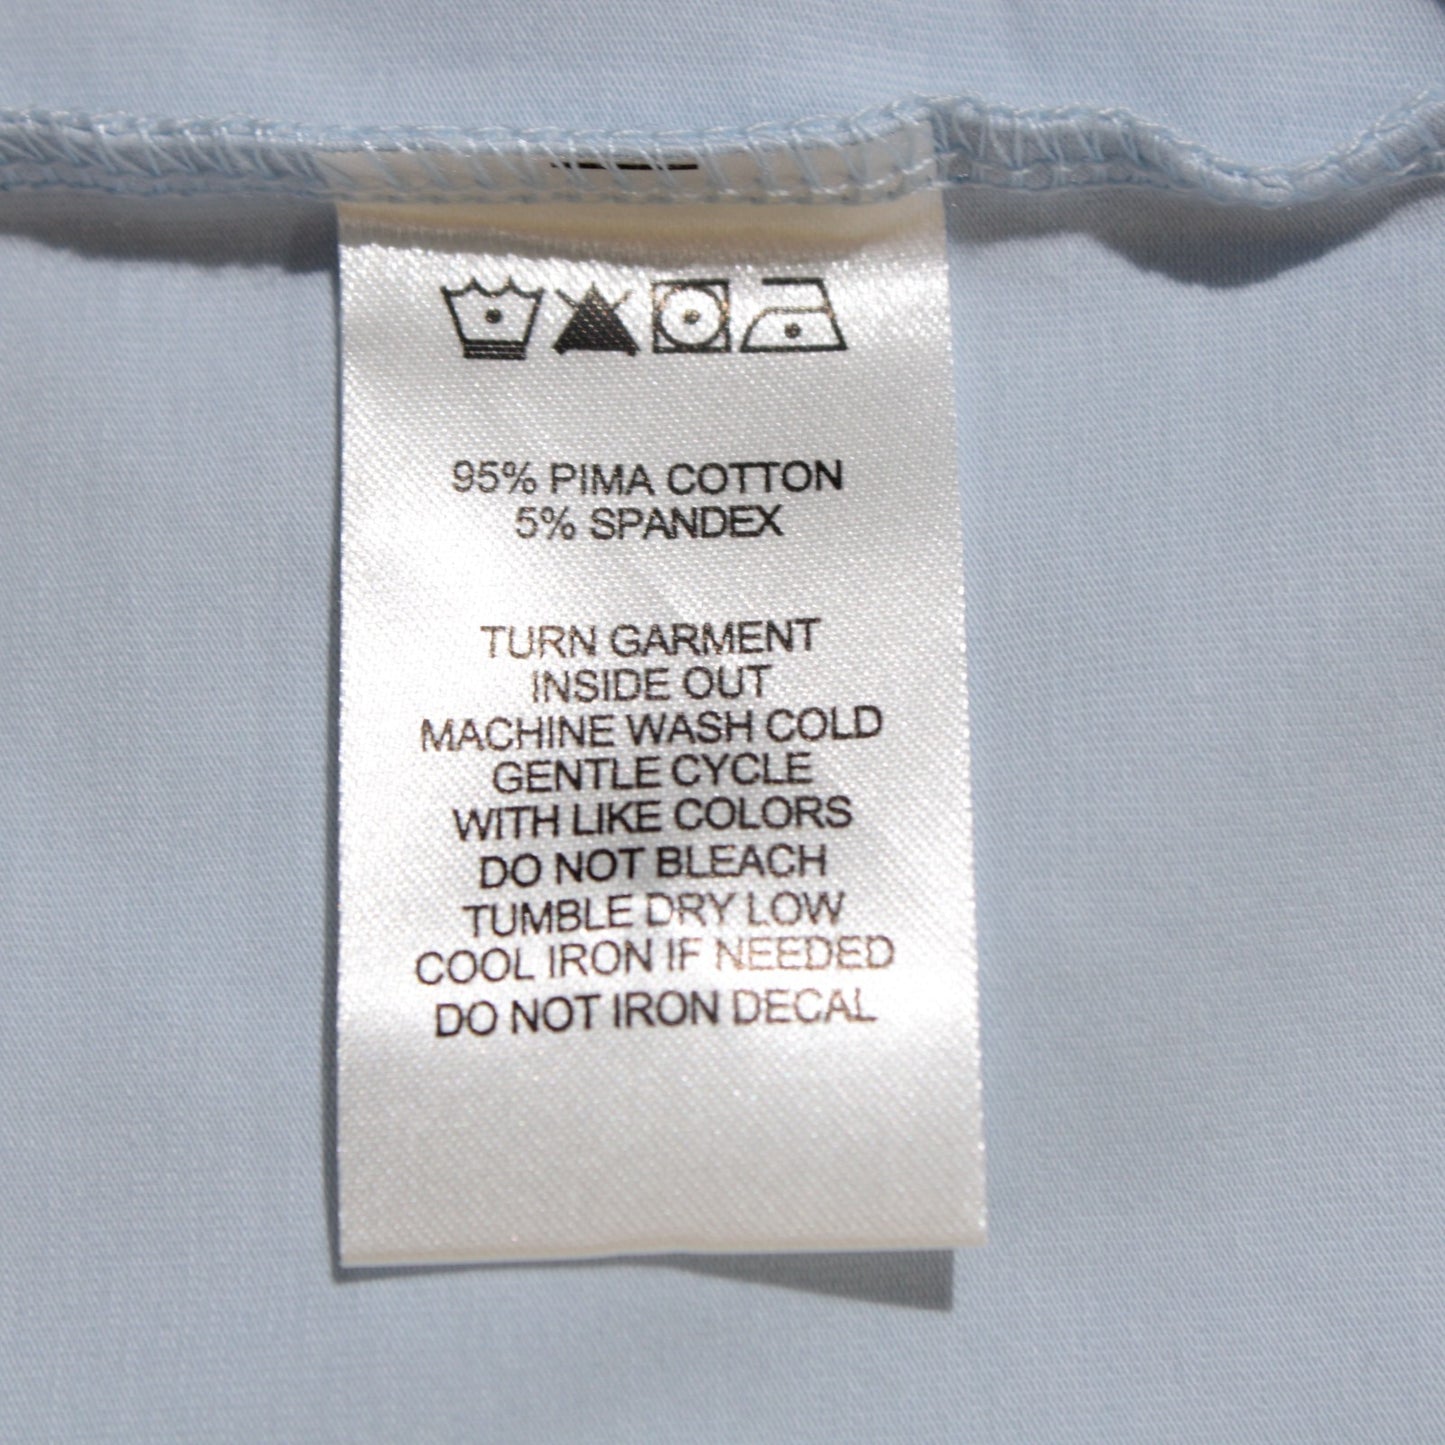 95% PIMA COTTON
5% SPANDEX
TURN GARMENT
INSIDE OUT
MACHINE WASH COLD
GENTLE CYCLE
WITH LIKE COLORS
DO NOT BLEACH
TUMBLE DRY LOW
COOL IRON IF NEEDED
DO NOT IRON DECAL